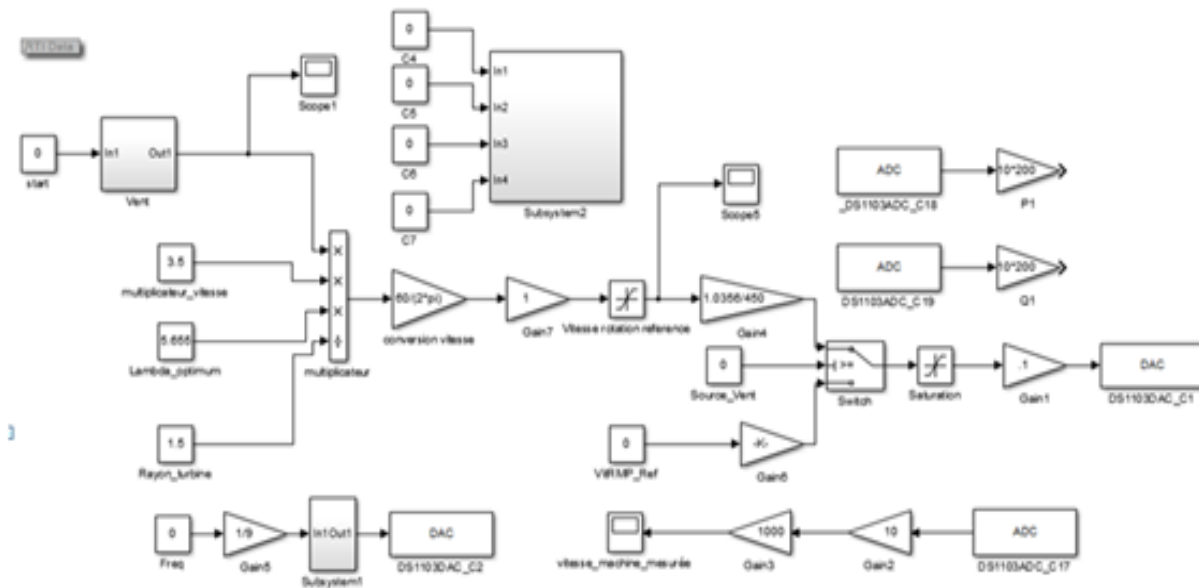 RTI Data
0
start
In1 Out1
Vent
Scope1
0
C4
0
C5
0
C6
0
C7
In1
In2
In3
In4
Subsystem2
3.5
multiplicateur_vitesse
5.655
Lambda_optimum
1.5
Rayon_turbine
×
×
×
÷
multiplicateur
60/(2*pi)
conversion vitesse
1
Gain7
Vitesse rotation reference
Scope5
1.0356/450
Gain4
0
Source_Vent
>=
Switch
Saturation
.1
Gain1
DAC
DS1103DAC_C1
0
-K-
Gain6
ADC
_DS1103ADC_C18
10*200
P1
ADC
DS1103ADC_C19
10*200
Q1
0
Freq
1/9
Gain5
In1 Out1
Subsystem1
DAC
DS1103DAC_C2
vitesse_machine_mesurée
1000
Gain3
10
Gain2
ADC
DS1103ADC_C17